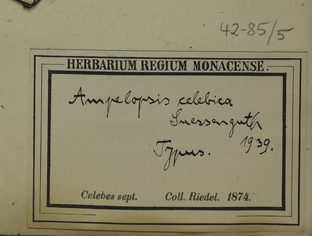 42-85/5
HERBARIUM REGIUM MONACENSE.
Ampelopsis celebica
Suessenguth
Typus. 1939.
Celebes sept. Coll. Riedel. 1874.